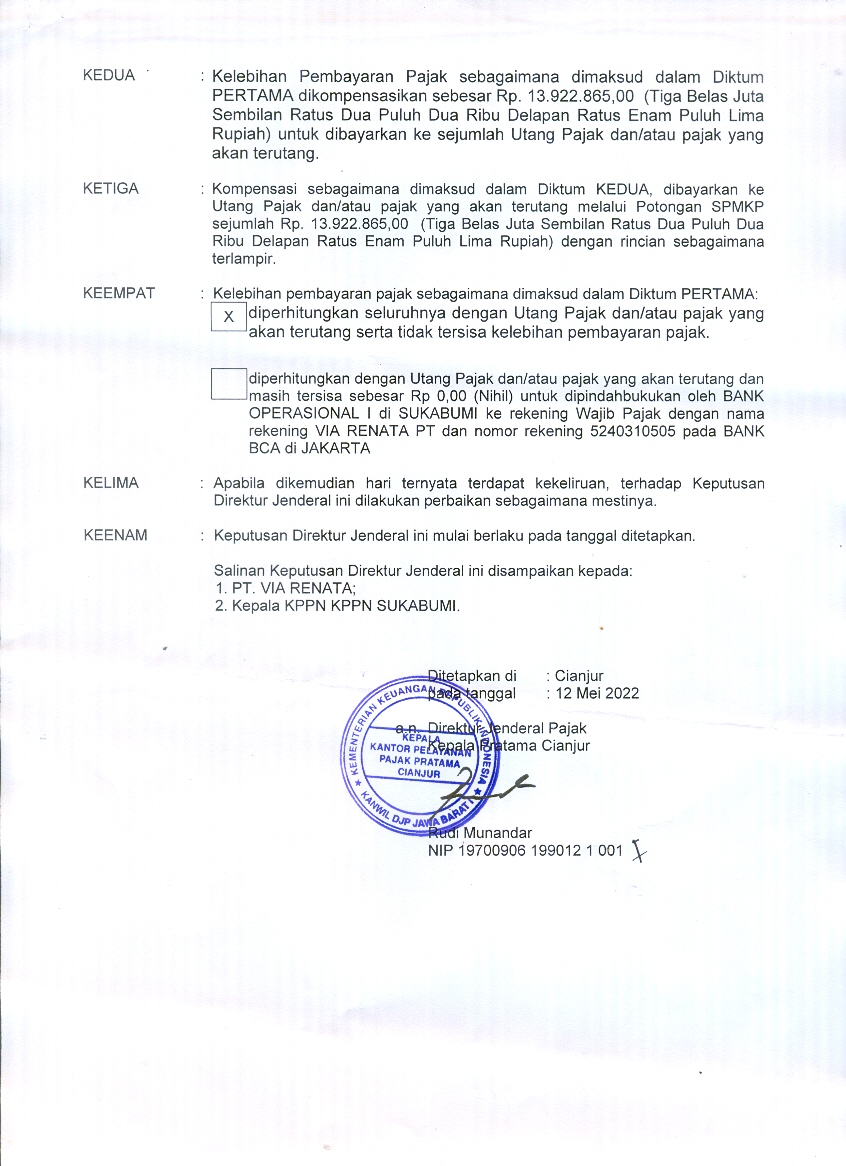 KEDUA : Kelebihan Pembayaran Pajak sebagaimana dimaksud dalam Diktum
PERTAMA dikompensasikan sebesar Rp. 13.922.865,00 (Tiga Belas Juta
Sembilan Ratus Dua Puluh Dua Ribu Delapan Ratus Enam Puluh Lima
Rupiah) untuk dibayarkan ke sejumlah Utang Pajak dan/atau pajak yang
akan terutang.
KETIGA : Kompensasi sebagaimana dimaksud dalam Diktum KEDUA, dibayarkan ke
Utang Pajak dan/atau pajak yang akan terutang melalui Potongan SPMKP
sejumlah Rp. 13.922.865,00 (Tiga Belas Juta Sembilan Ratus Dua Puluh Dua
Ribu Delapan Ratus Enam Puluh Lima Rupiah) dengan rincian sebagaimana
terlampir.
KEEMPAT : Kelebihan pembayaran pajak sebagaimana dimaksud dalam Diktum PERTAMA:
X diperhitungkan seluruhnya dengan Utang Pajak dan/atau pajak yang
akan terutang serta tidak tersisa kelebihan pembayaran pajak.
diperhitungkan dengan Utang Pajak dan/atau pajak yang akan terutang dan
masih tersisa sebesar Rp 0,00 (Nihil) untuk dipindahbukukan oleh BANK
OPERASIONAL I di SUKABUMI ke rekening Wajib Pajak dengan nama
rekening VIA RENATA PT dan nomor rekening 5240310505 pada BANK
BCA di JAKARTA
KELIMA : Apabila dikemudian hari ternyata terdapat kekeliruan, terhadap Keputusan
Direktur Jenderal ini dilakukan perbaikan sebagaimana mestinya.
KEENAM : Keputusan Direktur Jenderal ini mulai berlaku pada tanggal ditetapkan.
Salinan Keputusan Direktur Jenderal ini disampaikan kepada:
1. PT. VIA RENATA;
2. Kepala KPPN KPPN SUKABUMI.
Ditetapkan di : Cianjur
pada tanggal : 12 Mei 2022
a.n. Direktur Jenderal Pajak
Kepala Pratama Cianjur
KEMENTERIAN KEUANGAN REPUBLIK INDONESIA
KEPALA
KANTOR PELAYANAN
PAJAK PRATAMA
CIANJUR
KANWIL DJP JAWA BARAT I
Rudi Munandar
NIP 19700906 199012 1 001